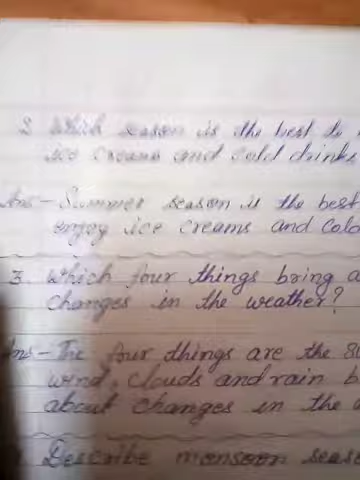 2. Which season is the best to
ice creams and cold drinks
Ans - Summer season is the best
enjoy ice creams and cold
3. Which four things bring a
changes in the weather?
Ans - The four things are the
wind, clouds and rain b
about changes in the
Describe monsoon seas